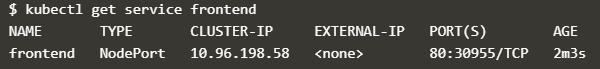 $ kubectl get service frontend
NAME TYPE CLUSTER-IP EXTERNAL-IP PORT(S) AGE
frontend NodePort 10.96.198.58 <none> 80:30955/TCP 2m3s